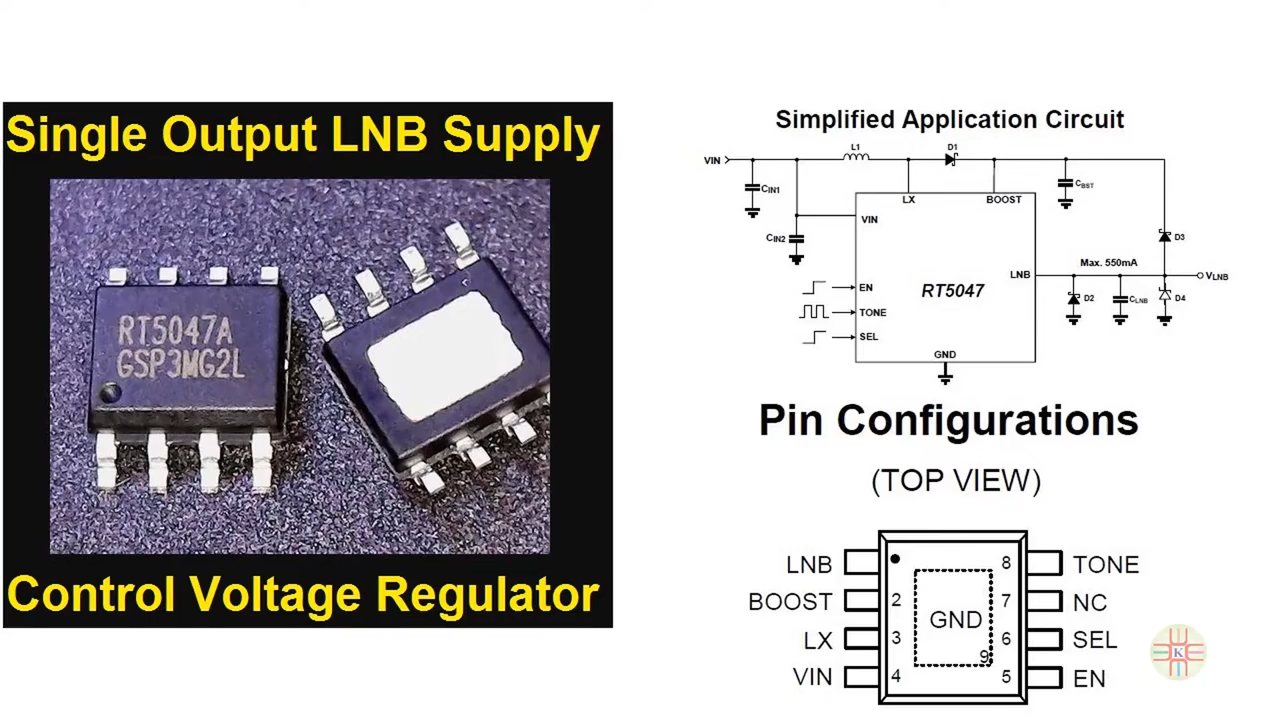 Single Output LNB Supply
RT5047A
GSP3MG2L
Control Voltage Regulator
Simplified Application Circuit
VIN
L1
D1
CIN1
LX
BOOST
CBST
VIN
CIN2
D3
LNB
Max. 550mA
VLNB
RT5047
EN
D2
CLNB
D4
TONE
SEL
GND
Pin Configurations
(TOP VIEW)
LNB 8 TONE
BOOST 2 7 NC
GND
LX 3 6 SEL
9
VIN 4 5 EN
K